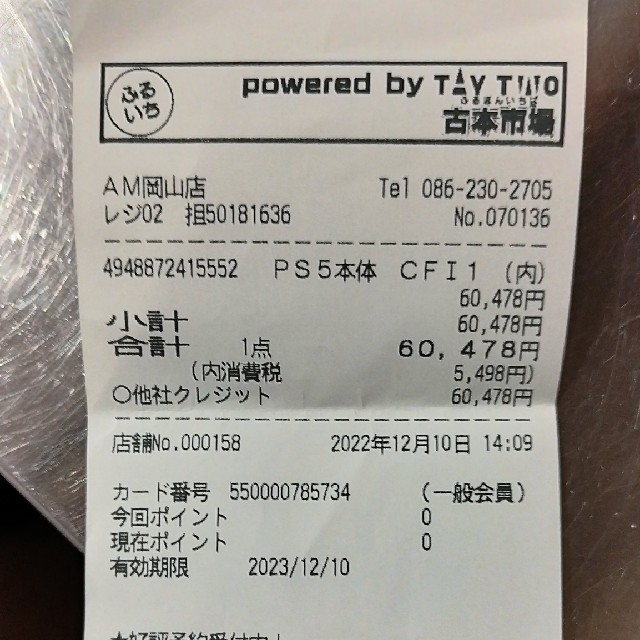 ふる
いち
powered by TAY TWO
ふるほんいちば
古本市場
AM岡山店 Tel 086-230-2705
レジ02 担50181636 No.070136
4948872415552 PS5本体 CFI1 (内)
60,478円
小計 60,478円
合計 1点 60,478円
(内消費税 5,498円)
○他社クレジット 60,478円
店舗No.000158 2022年12月10日 14:09
カード番号 550000785734 (一般会員)
今回ポイント 0
現在ポイント 0
有効期限 2023/12/10
★好評予約受付中!